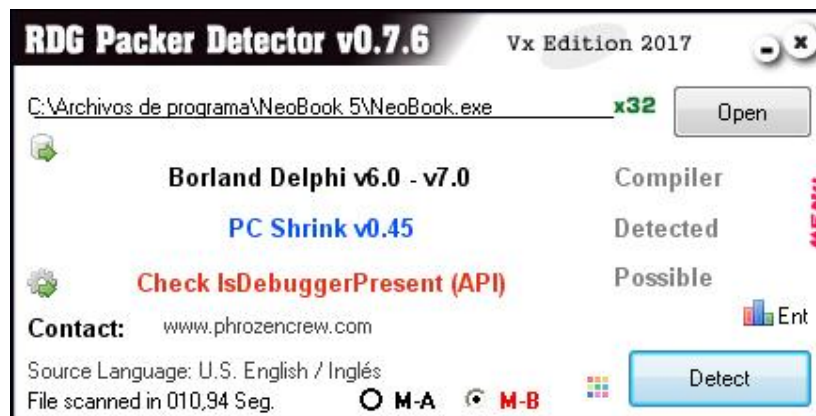 RDG Packer Detector v0.7.6 Vx Edition 2017
C:\Archivos de programa\NeoBook 5\NeoBook.exe x32 Open
Borland Delphi v6.0 - v7.0 Compiler
PC Shrink v0.45 Detected
Check IsDebuggerPresent (API) Possible
Ent
Contact: www.phrozencrew.com
Source Language: U.S. English / Inglés
Detect
File scanned in 010,94 Seg. M-A M-B